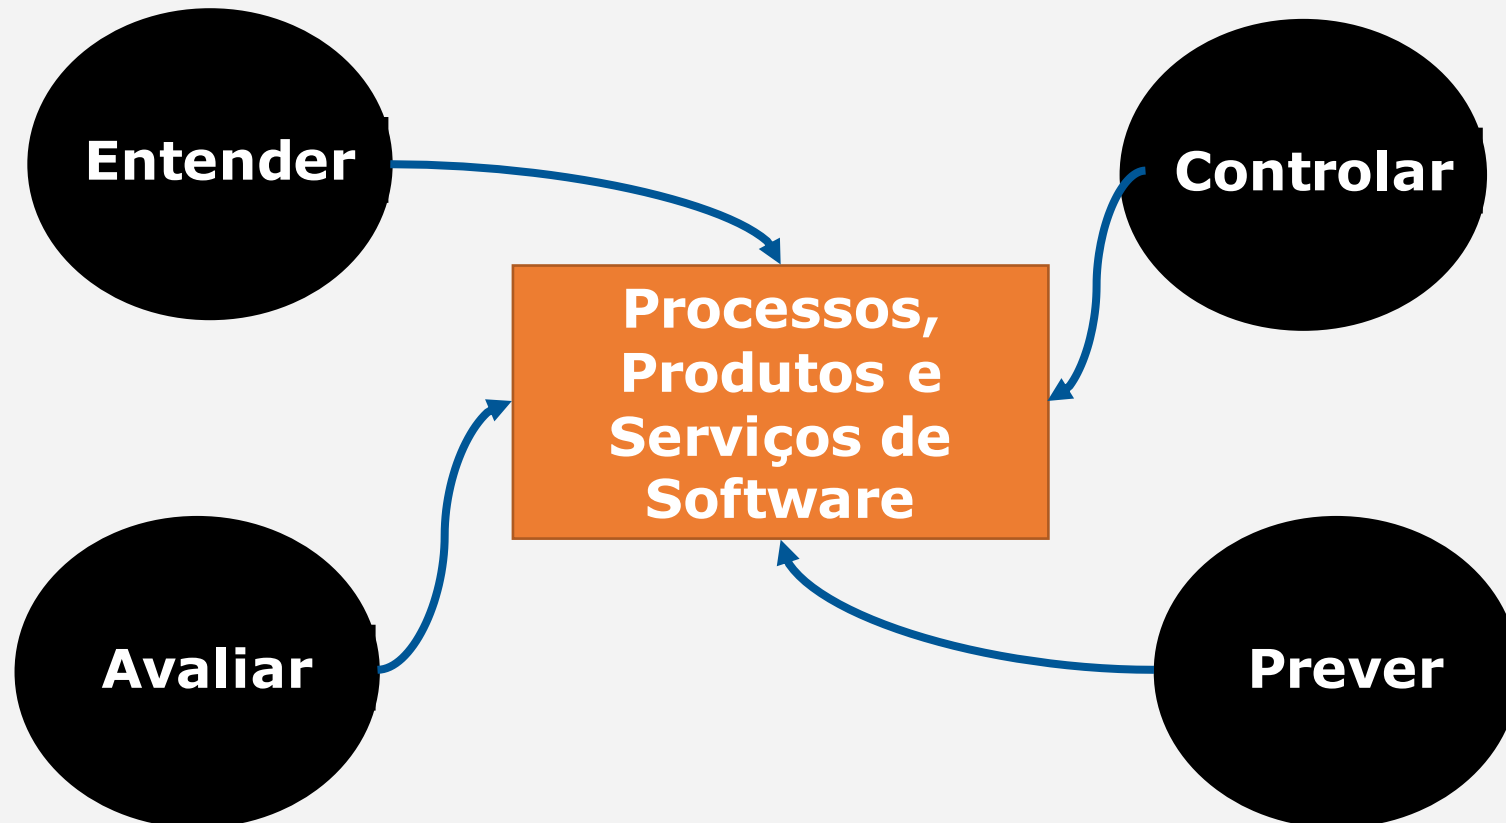 Entender
Controlar
Processos,
Produtos e
Serviços de
Software
Avaliar
Prever